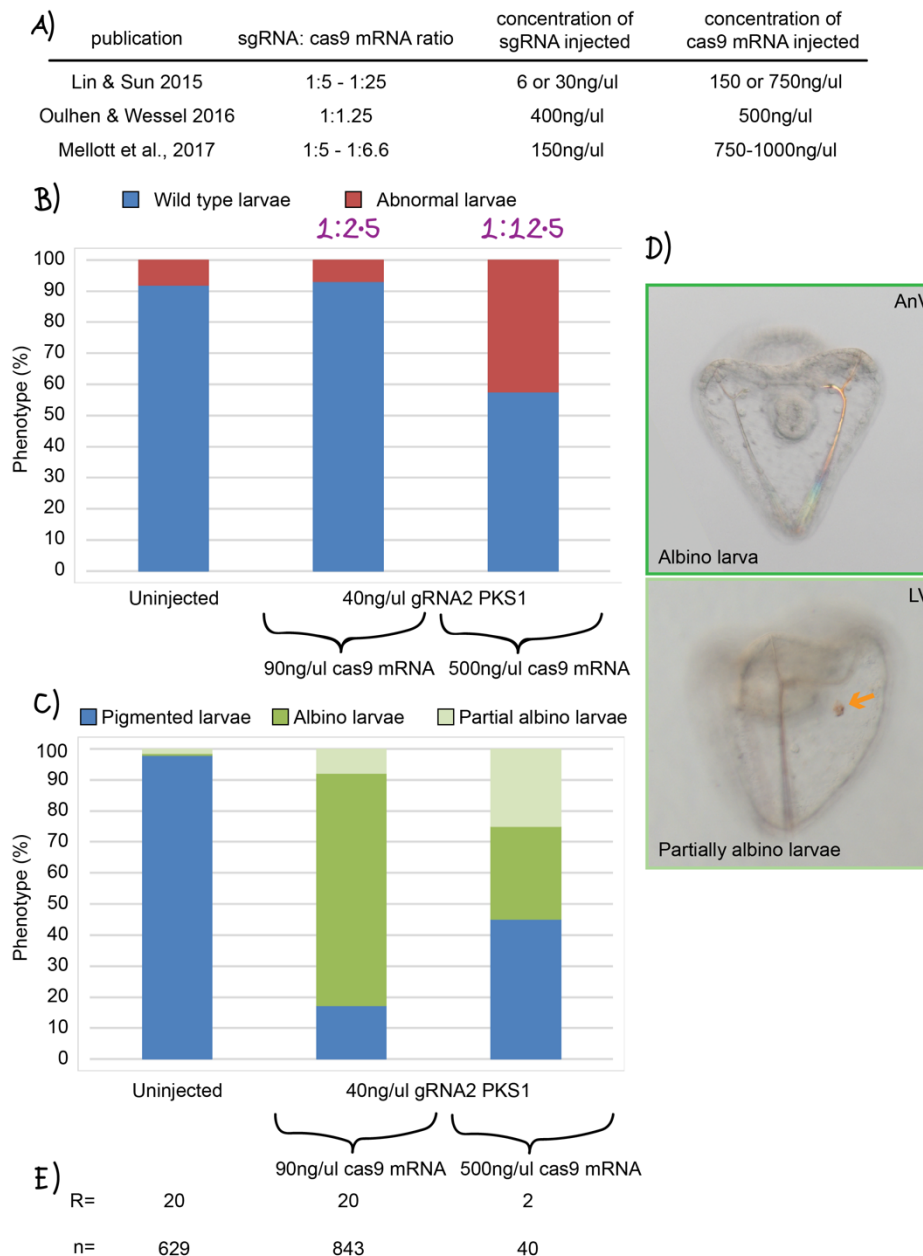 A)
publication sgRNA: cas9 mRNA ratio concentration of sgRNA injected concentration of cas9 mRNA injected
Lin & Sun 2015 1:5 - 1:25 6 or 30ng/ul 150 or 750ng/ul
Oulhen & Wessel 2016 1:1.25 400ng/ul 500ng/ul
Mellott et al., 2017 1:5 - 1:6.6 150ng/ul 750-1000ng/ul
B)
Wild type larvae Abnormal larvae
1:2.5 1:12.5
Phenotype (%)
100
90
80
70
60
50
40
30
20
10
0
Uninjected 40ng/ul gRNA2 PKS1
90ng/ul cas9 mRNA 500ng/ul cas9 mRNA
C)
Pigmented larvae Albino larvae Partial albino larvae
Phenotype (%)
100
90
80
70
60
50
40
30
20
10
0
Uninjected 40ng/ul gRNA2 PKS1
90ng/ul cas9 mRNA 500ng/ul cas9 mRNA
D)
AnV
Albino larva
LV
Partially albino larvae
E)
R= 20 20 2
n= 629 843 40